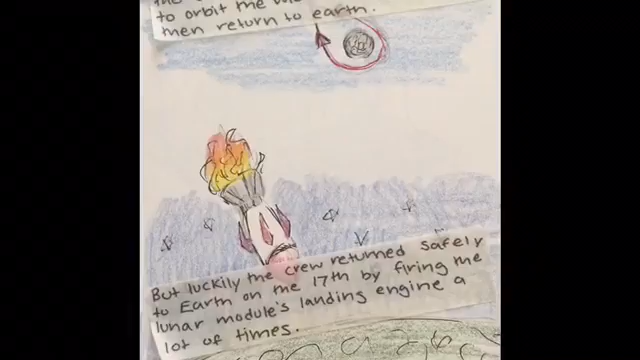 to orbit the
then return to earth.
But luckily the crew returned safely
to Earth on the 17th by firing the
lunar module's landing engine a
lot of times.